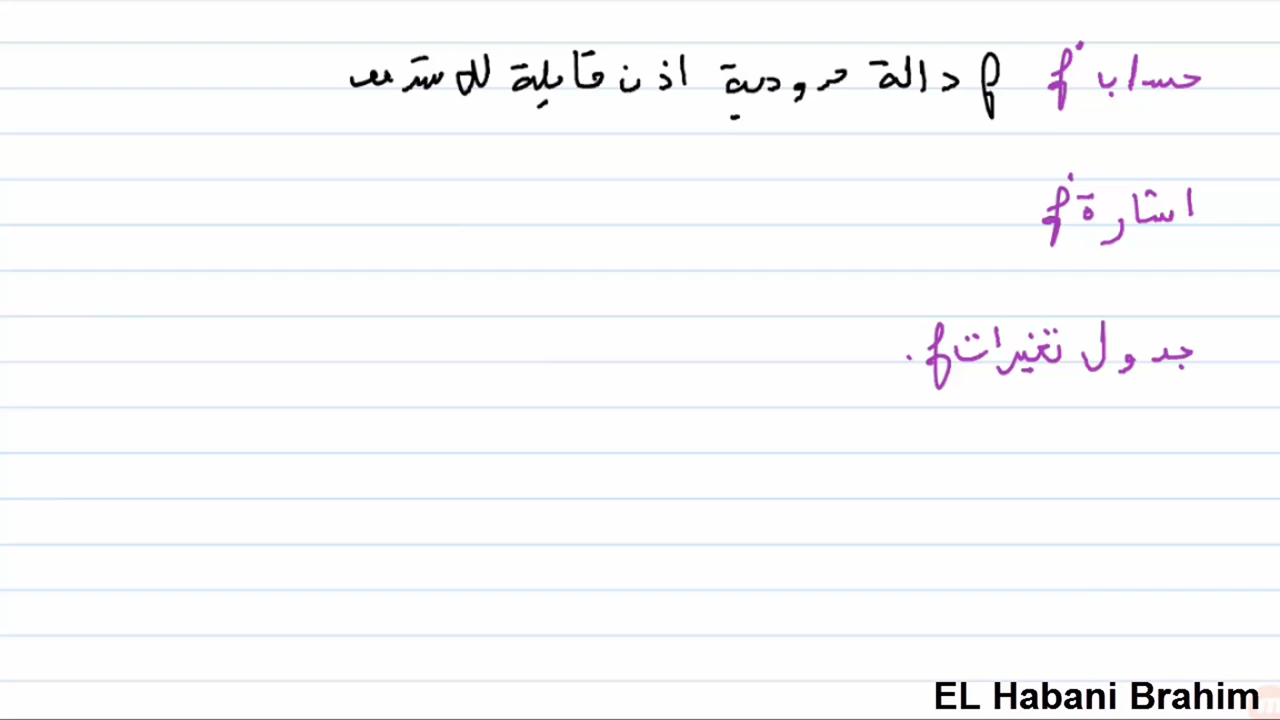 حساب f' f دالة حدودية اذن قابلة للاشتقاق
اشارة f'
جدول تغيرات f.
EL Habani Brahim